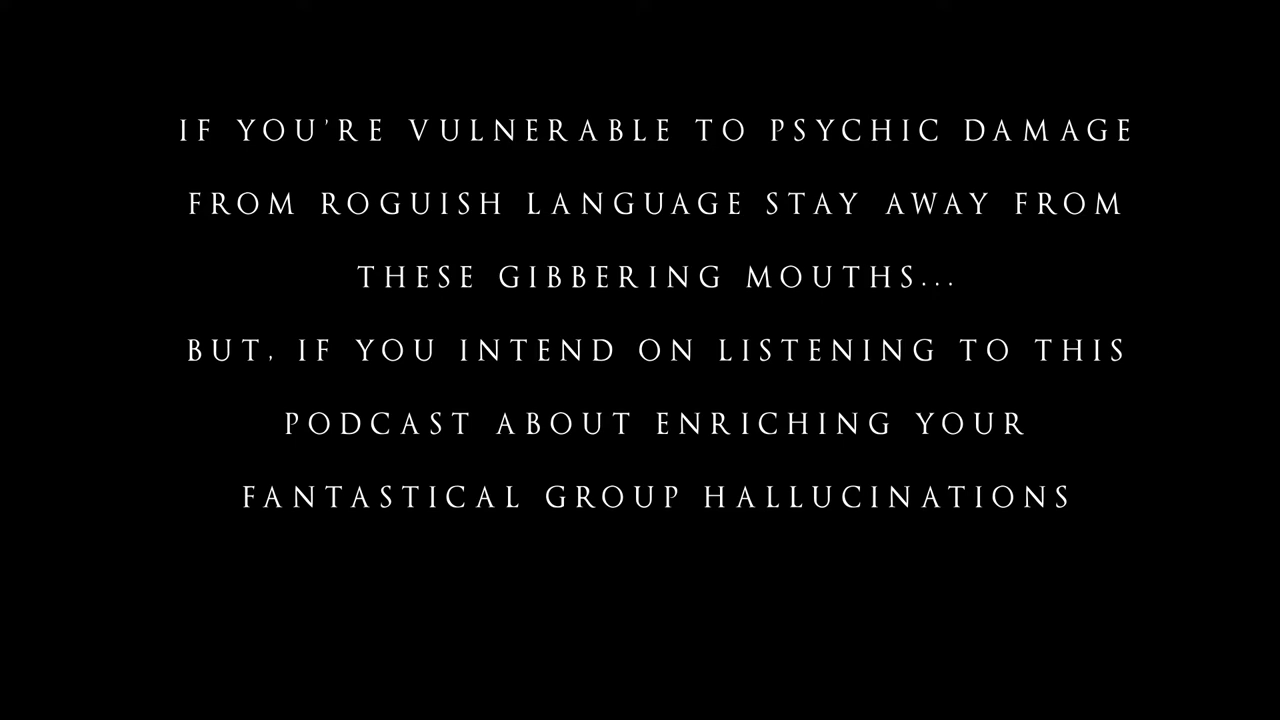 IF YOU'RE VULNERABLE TO PSYCHIC DAMAGE
FROM ROGUISH LANGUAGE STAY AWAY FROM
THESE GIBBERING MOUTHS...
BUT, IF YOU INTEND ON LISTENING TO THIS
PODCAST ABOUT ENRICHING YOUR
FANTASTICAL GROUP HALLUCINATIONS